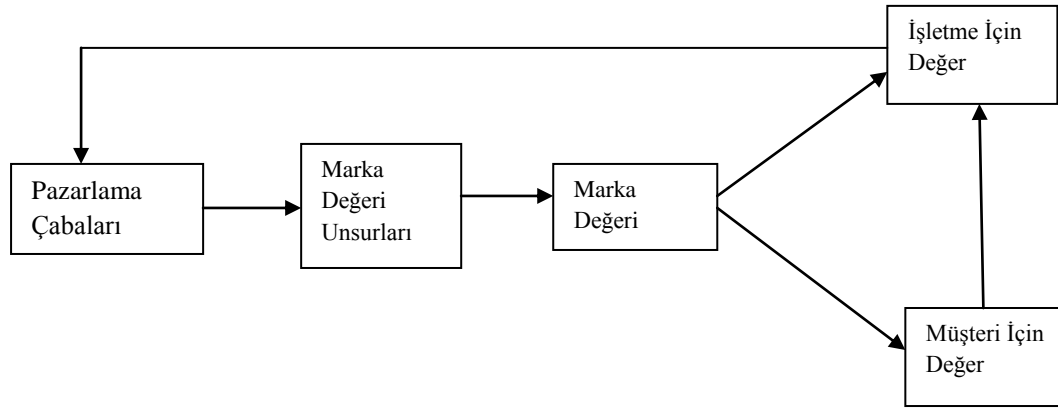 İşletme İçin
Değer
Pazarlama
Çabaları
Marka
Değeri
Unsurları
Marka
Değeri
Müşteri İçin
Değer